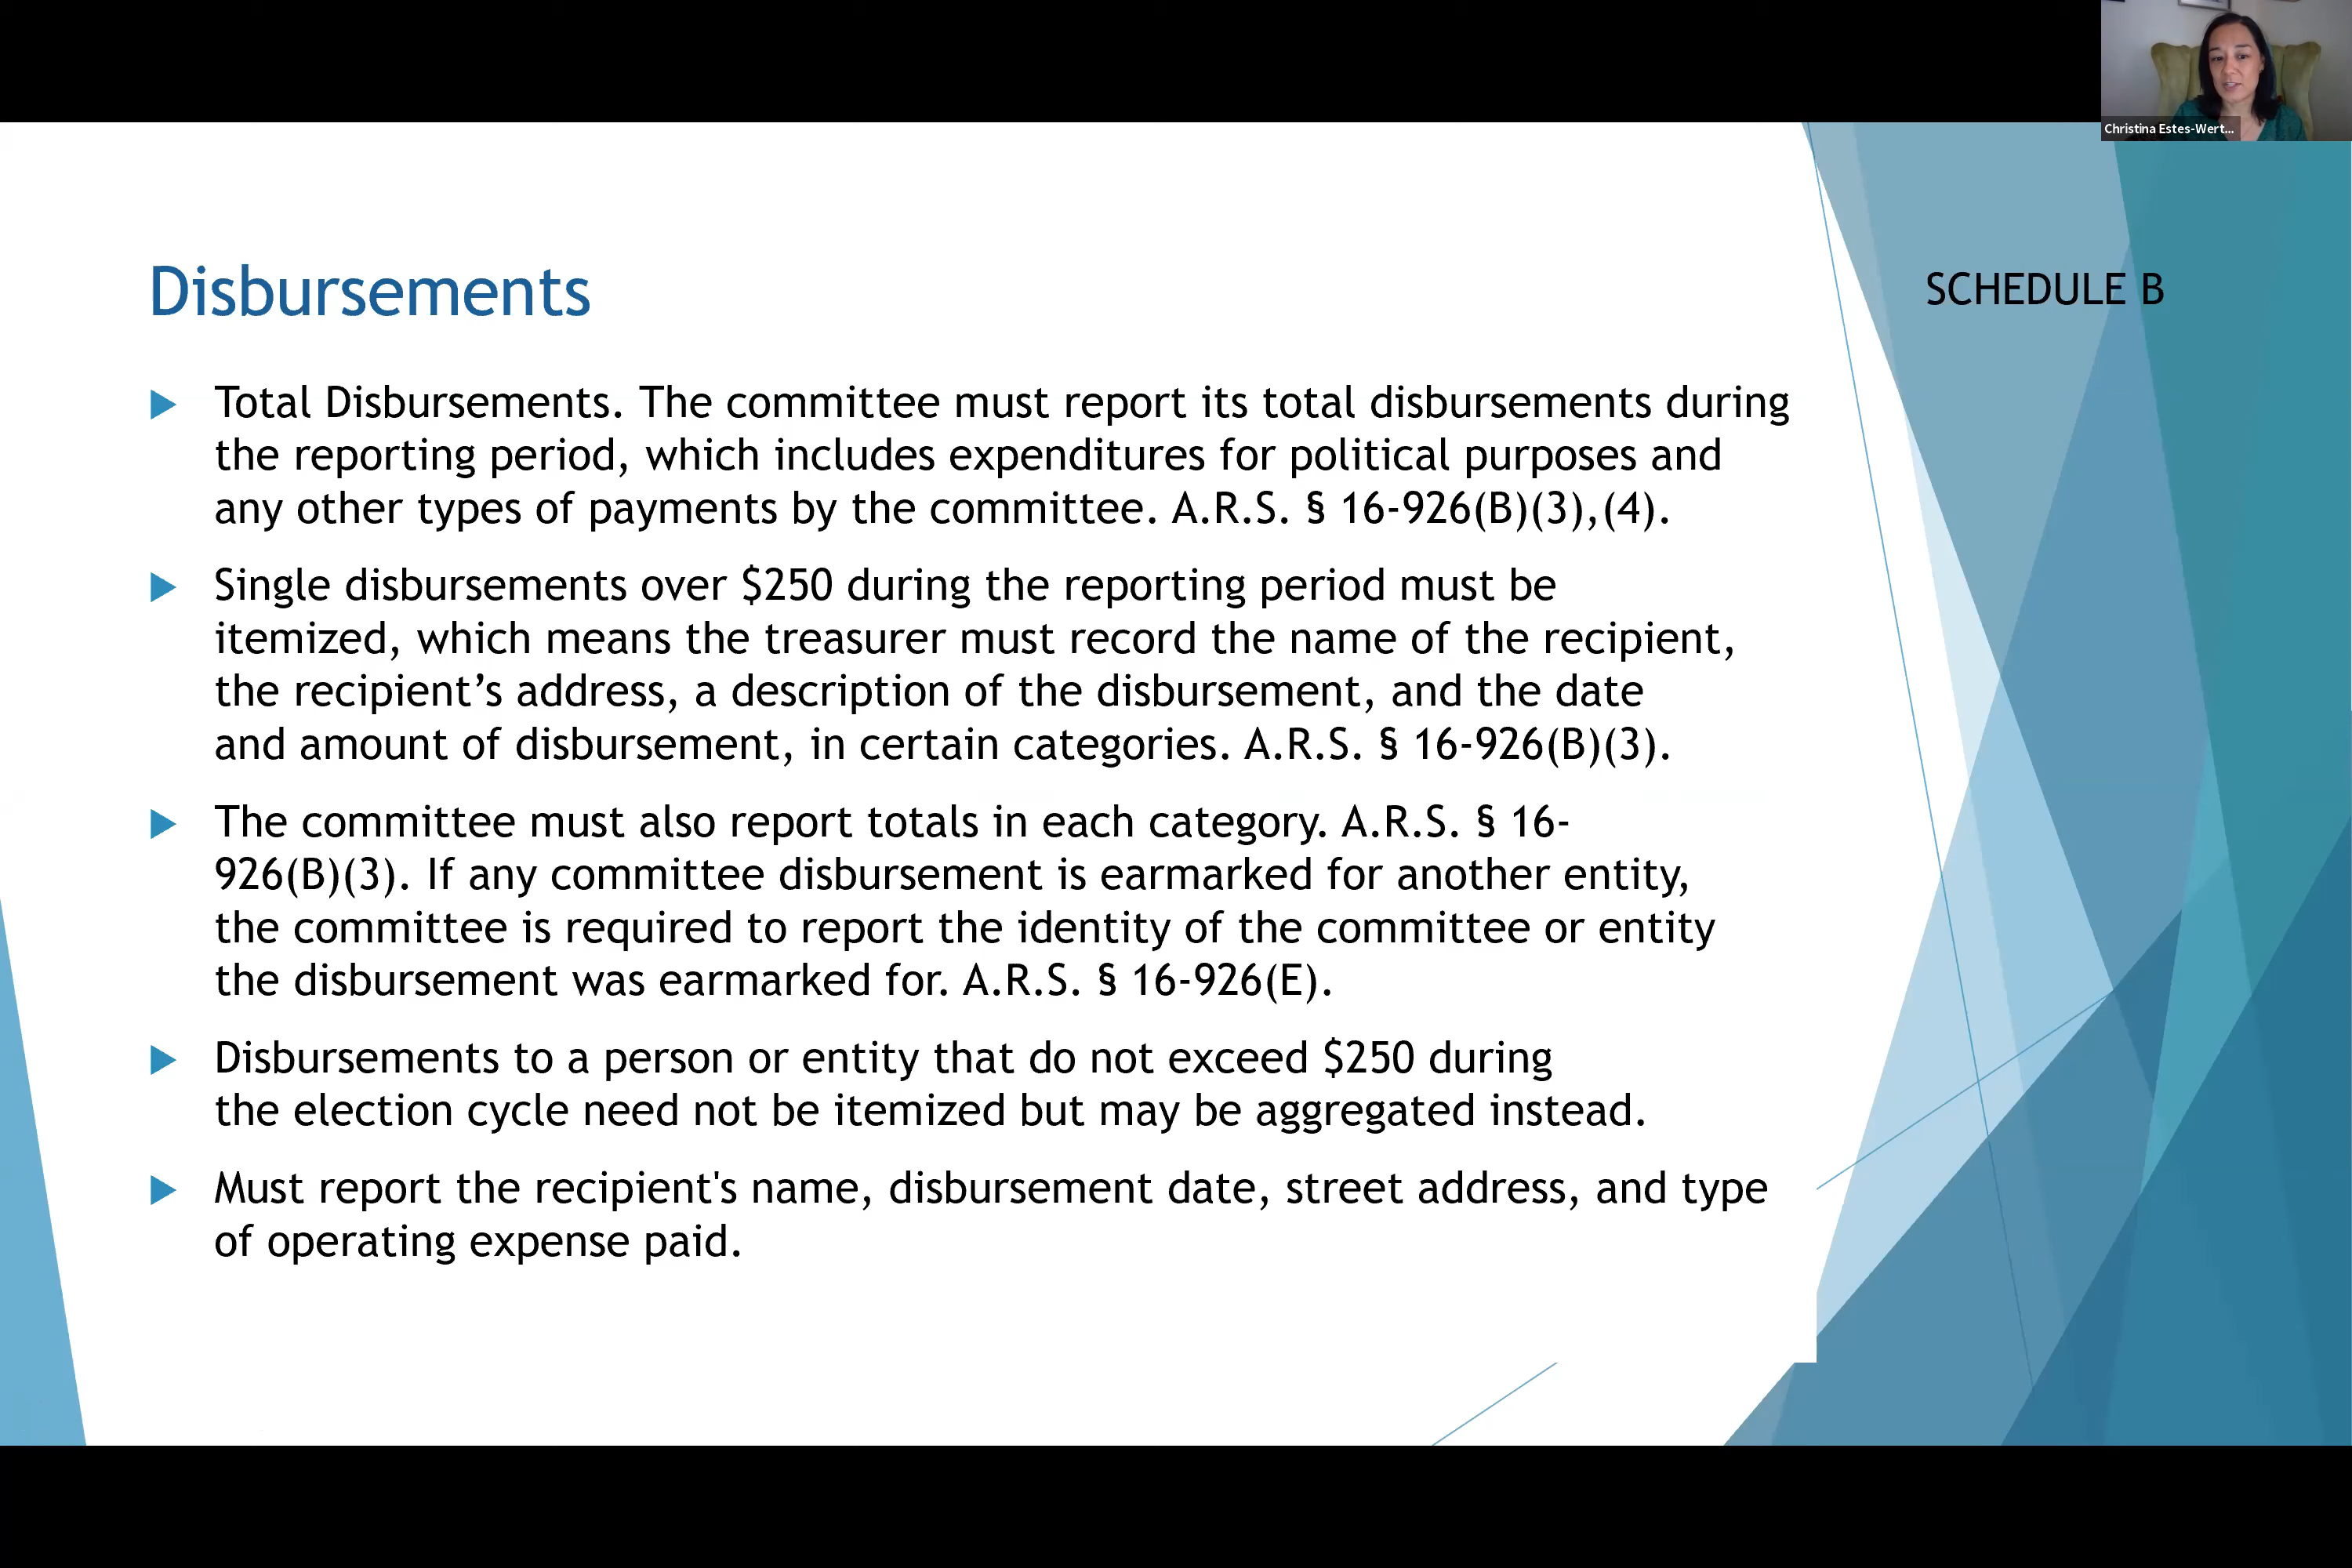 Christina Estes-Wert...
Disbursements
SCHEDULE B
Total Disbursements. The committee must report its total disbursements during
the reporting period, which includes expenditures for political purposes and
any other types of payments by the committee. A.R.S. § 16-926(B)(3),(4).
Single disbursements over $250 during the reporting period must be
itemized, which means the treasurer must record the name of the recipient,
the recipient’s address, a description of the disbursement, and the date
and amount of disbursement, in certain categories. A.R.S. § 16-926(B)(3).
The committee must also report totals in each category. A.R.S. § 16-
926(B)(3). If any committee disbursement is earmarked for another entity,
the committee is required to report the identity of the committee or entity
the disbursement was earmarked for. A.R.S. § 16-926(E).
Disbursements to a person or entity that do not exceed $250 during
the election cycle need not be itemized but may be aggregated instead.
Must report the recipient's name, disbursement date, street address, and type
of operating expense paid.